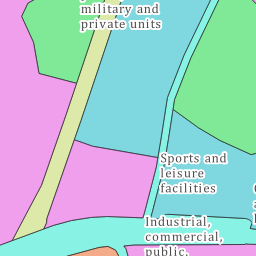 military and
private units
Sports and
leisure
facilities
Industrial,
commercial,
public,